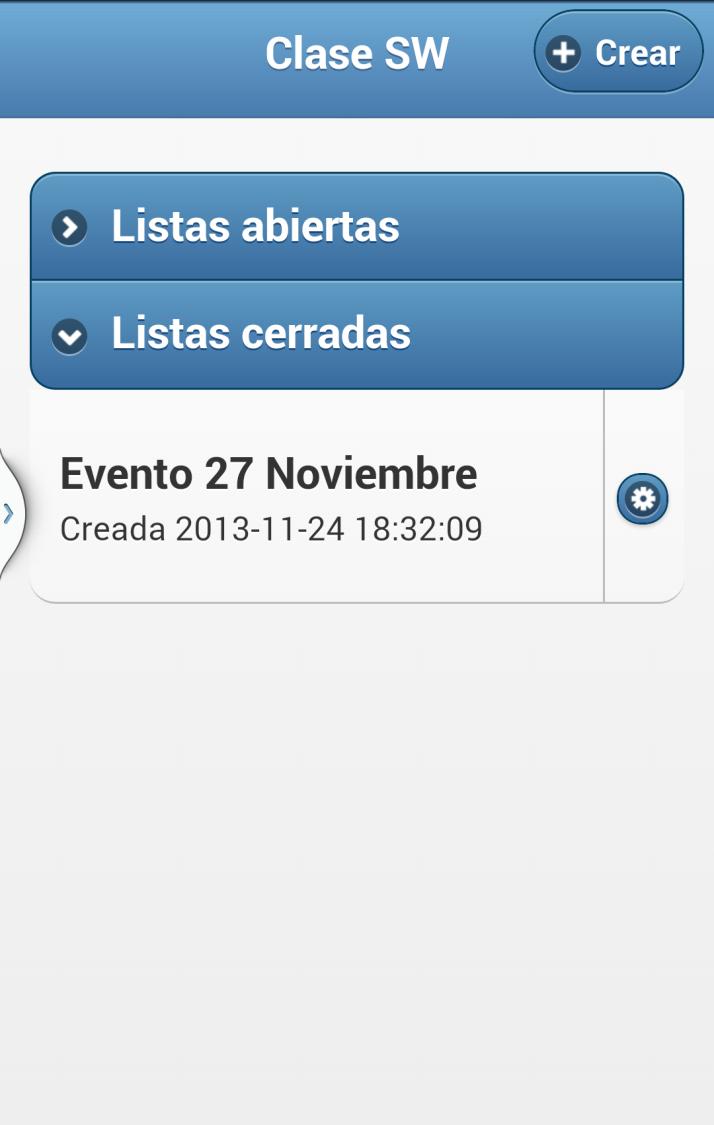 Clase SW
Crear
Listas abiertas
Listas cerradas
Evento 27 Noviembre
Creada 2013-11-24 18:32:09